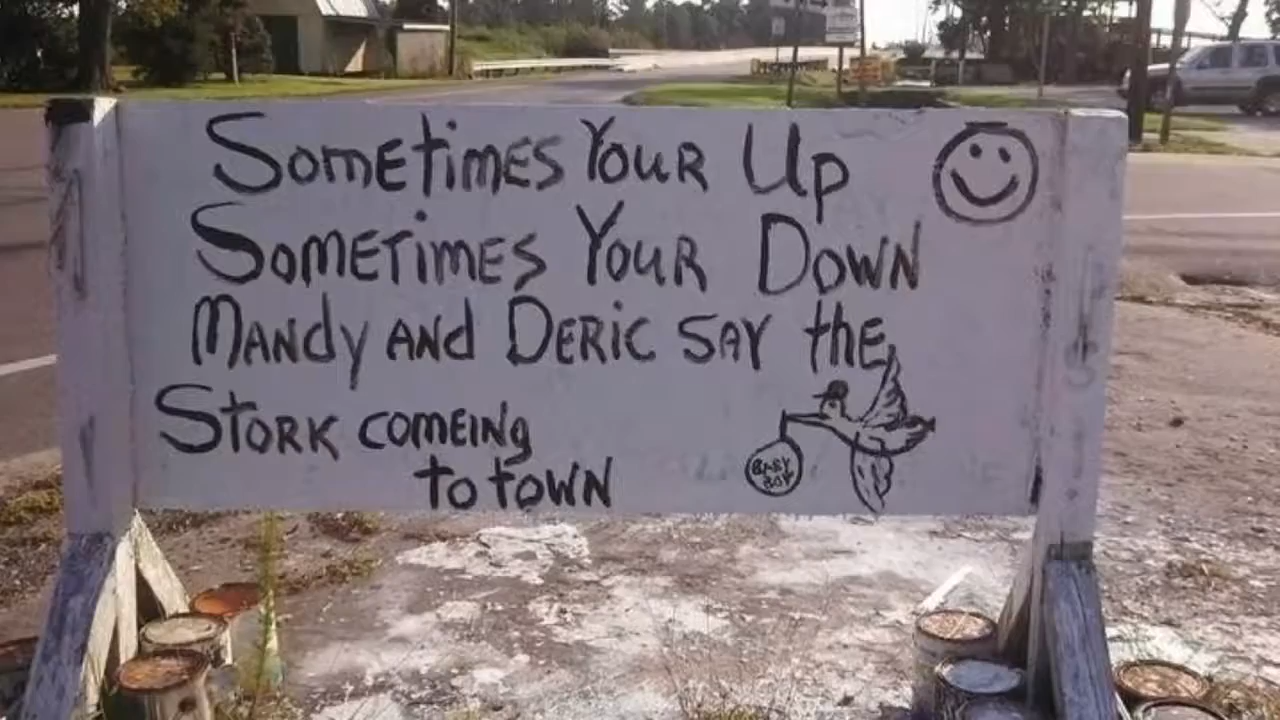 Sometimes Your Up
Sometimes Your Down
Mandy and Deric say the
Stork comeing
to town
BABY
BOY